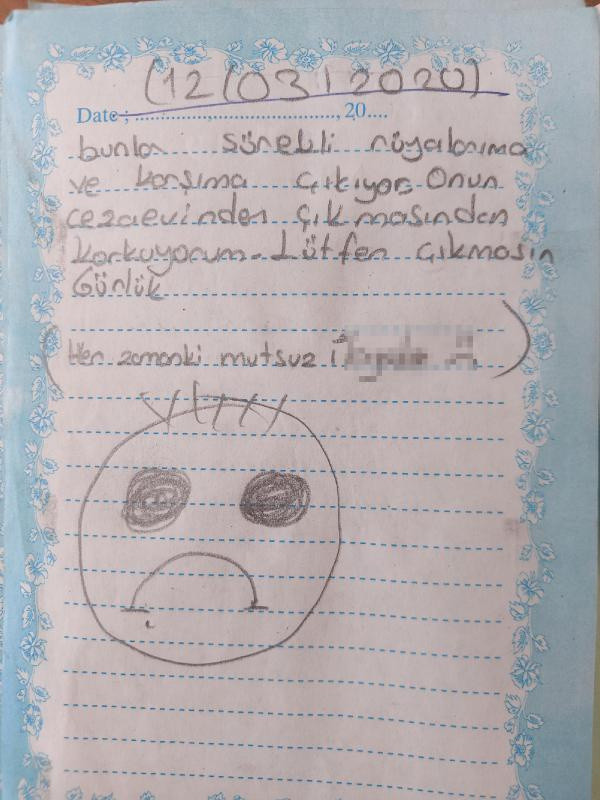 (12/03/2020)
Date: ............................................, 20....
bunlar sürekli rüyalarıma
ve karşıma çıkıyor. Onun
cezaevinden çıkmasından
korkuyorum. Lütfen çıkmasın
Günlük
(Her zamanki mutsuz